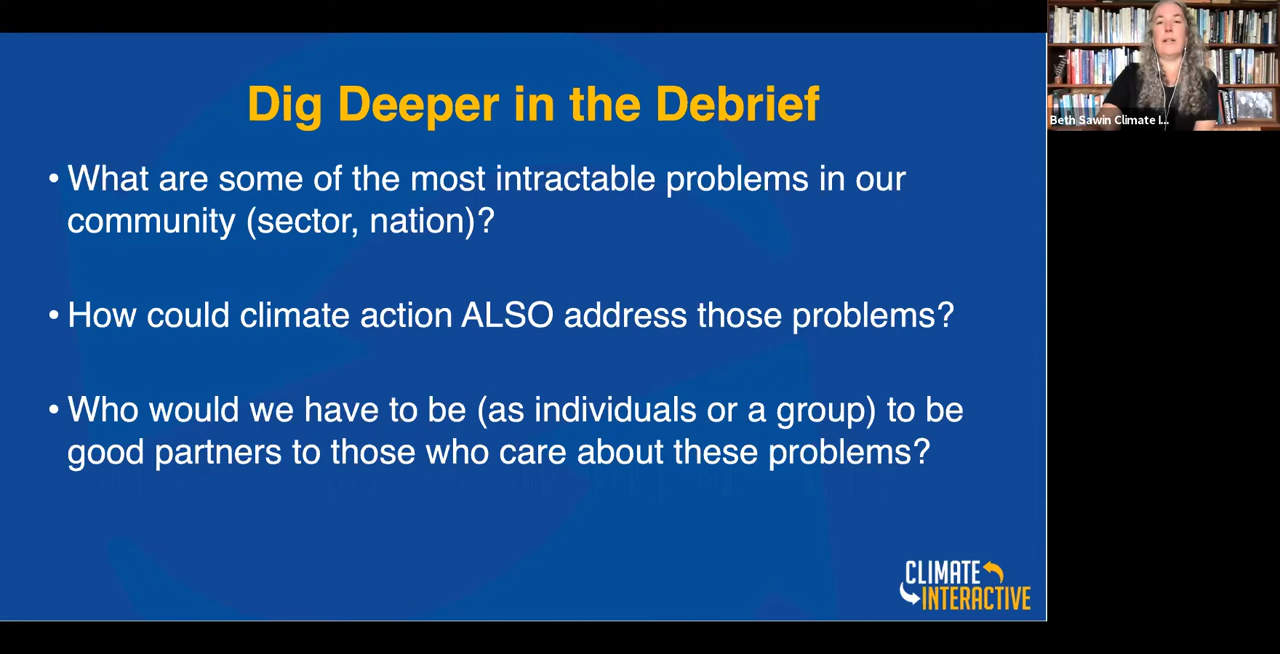 Dig Deeper in the Debrief
• What are some of the most intractable problems in our
community (sector, nation)?
• How could climate action ALSO address those problems?
• Who would we have to be (as individuals or a group) to be
good partners to those who care about these problems?
CLIMATE
INTERACTIVE
Beth Sawin Climate I...